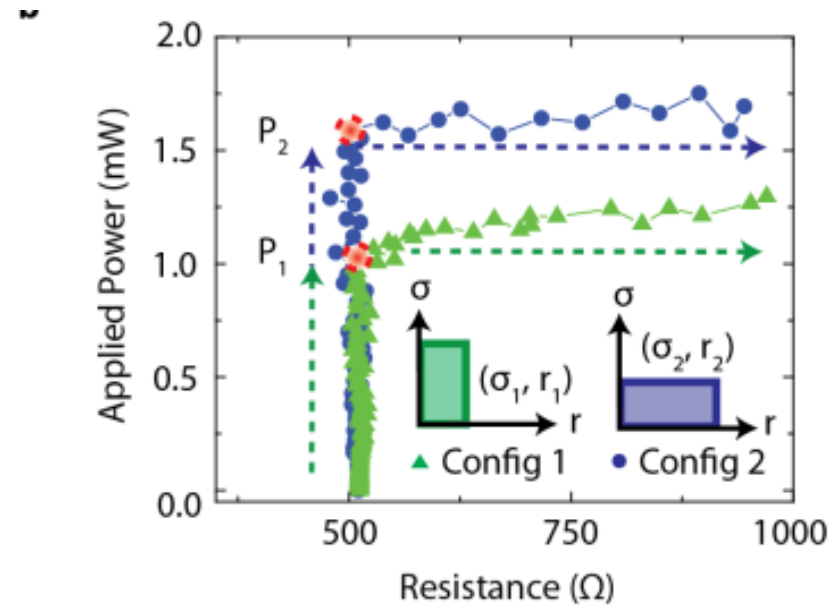 b
2.0
1.5
1.0
0.5
0.0
Applied Power (mW)
P2
P1
σ
(σ1, r1)
r
σ
(σ2, r2)
r
Config 1
Config 2
500
750
1000
Resistance (Ω)